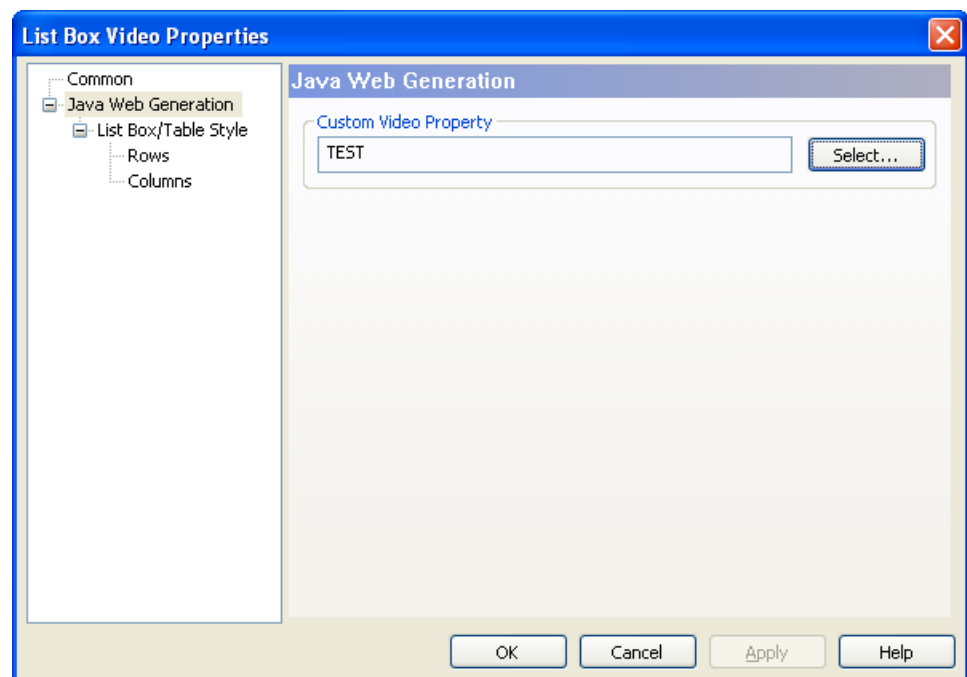 List Box Video Properties
Common
Java Web Generation
List Box/Table Style
Rows
Columns
Java Web Generation
Custom Video Property
TEST
Select...
OK
Cancel
Apply
Help